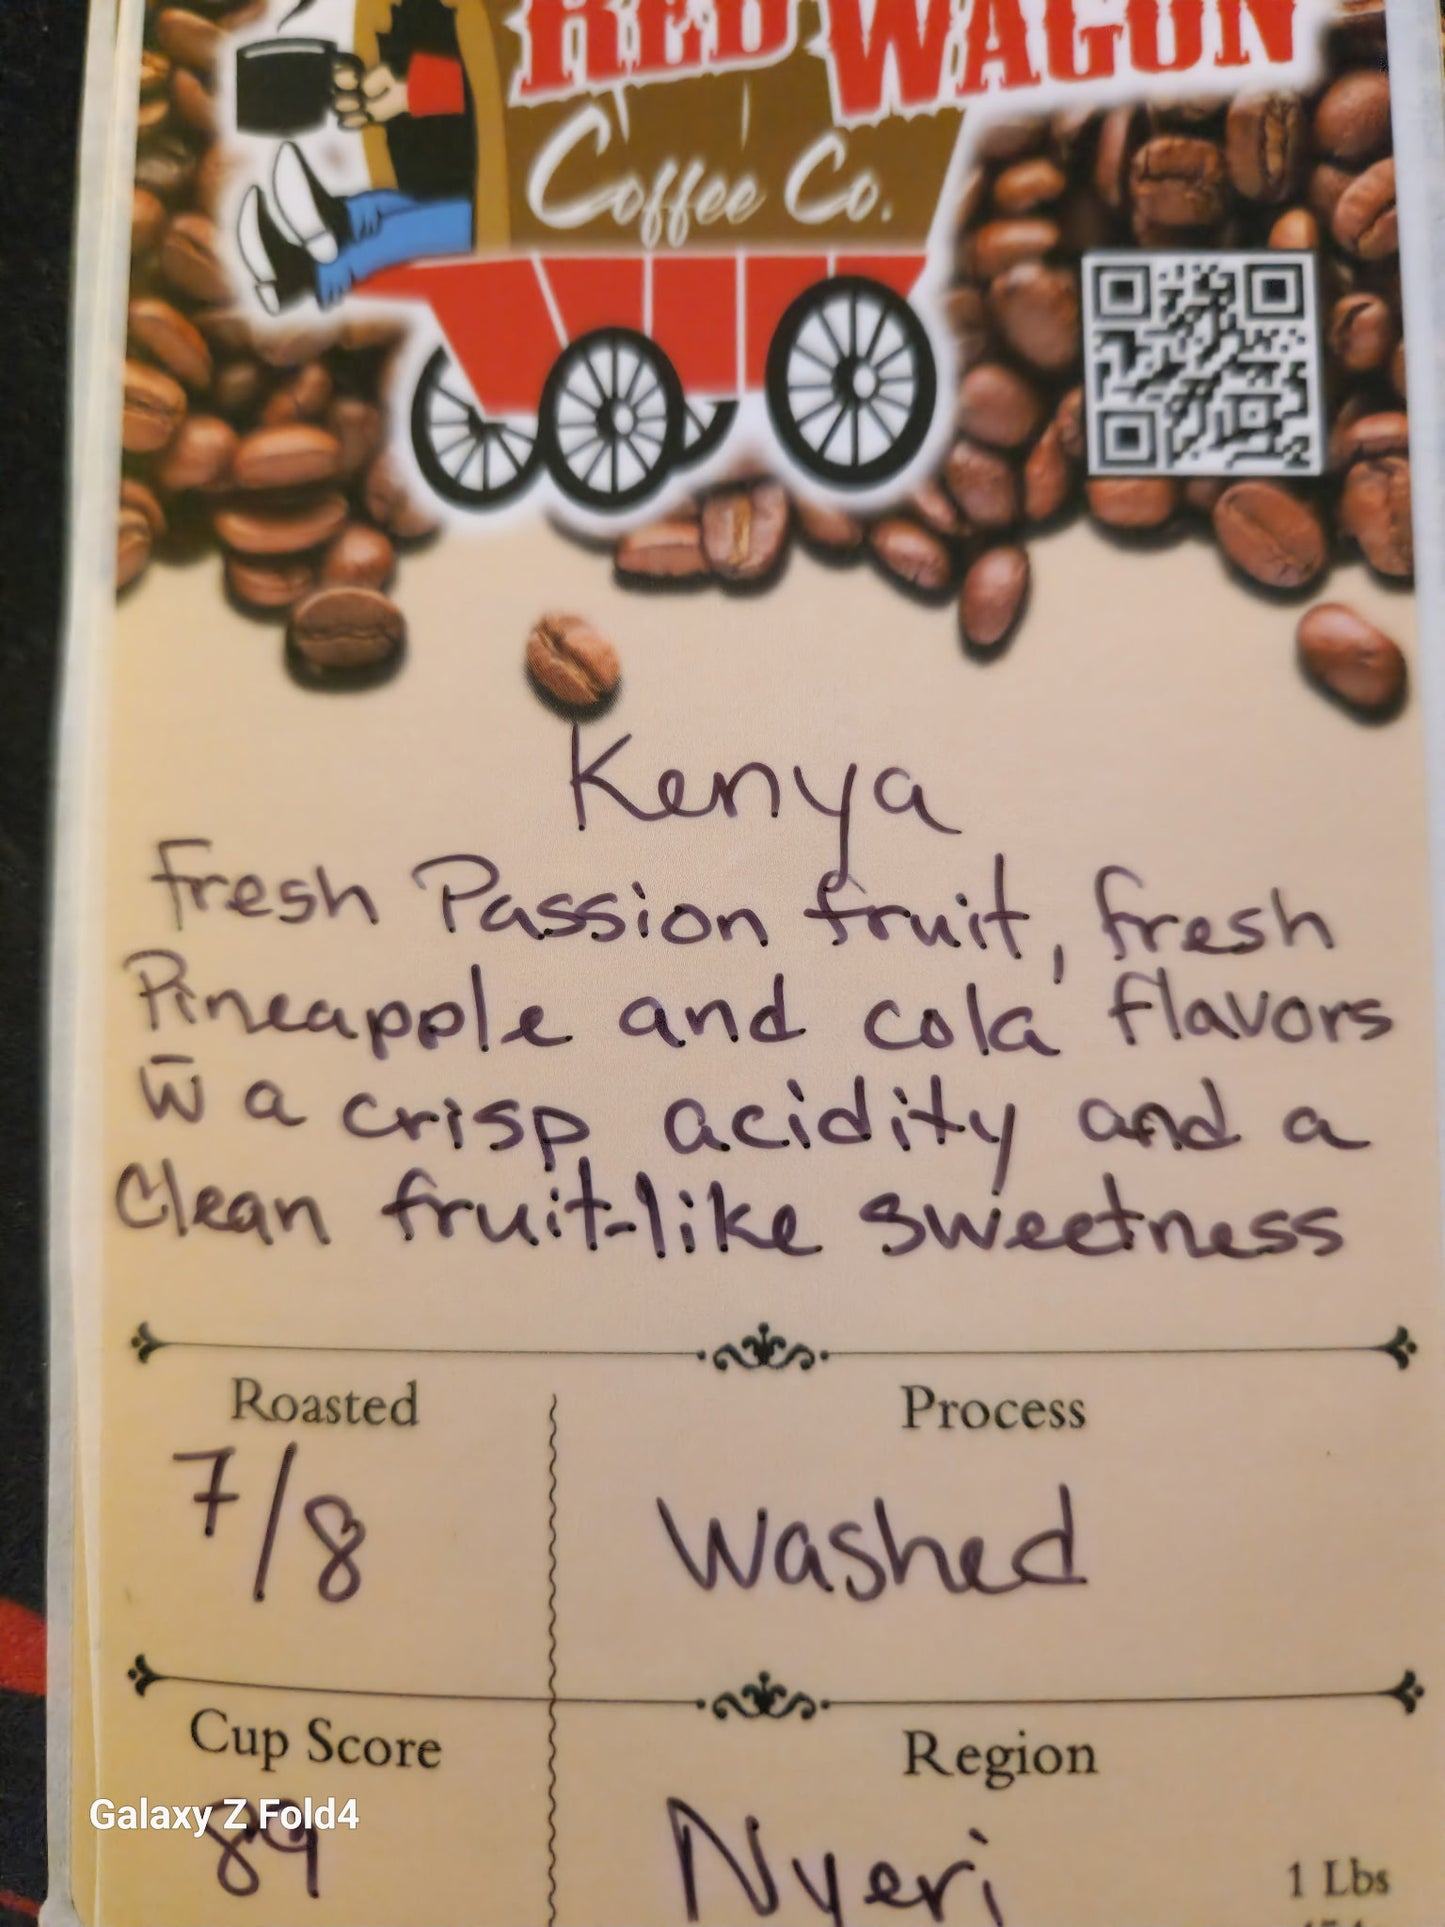 RED WAGON
Coffee Co.
Kenya
Fresh Passion fruit, fresh
Pineapple and cola flavors
w̄ a crisp acidity and a
Clean fruit-like sweetness
Roasted
Process
7/8
Washed
Cup Score
Region
Galaxy Z Fold4
89
Nyeri
1 Lbs